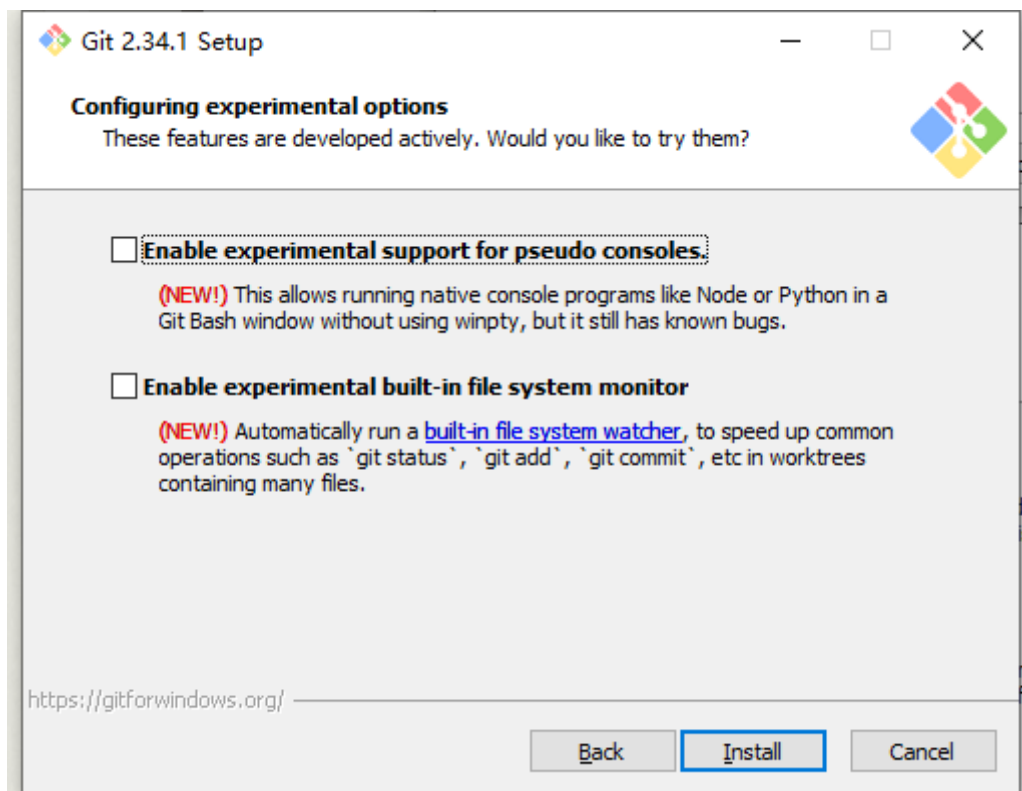 Git 2.34.1 Setup
Configuring experimental options
These features are developed actively. Would you like to try them?
Enable experimental support for pseudo consoles.
(NEW!) This allows running native console programs like Node or Python in a
Git Bash window without using winpty, but it still has known bugs.
Enable experimental built-in file system monitor
(NEW!) Automatically run a built-in file system watcher, to speed up common
operations such as `git status`, `git add`, `git commit`, etc in worktrees
containing many files.
https://gitforwindows.org/
Back
Install
Cancel